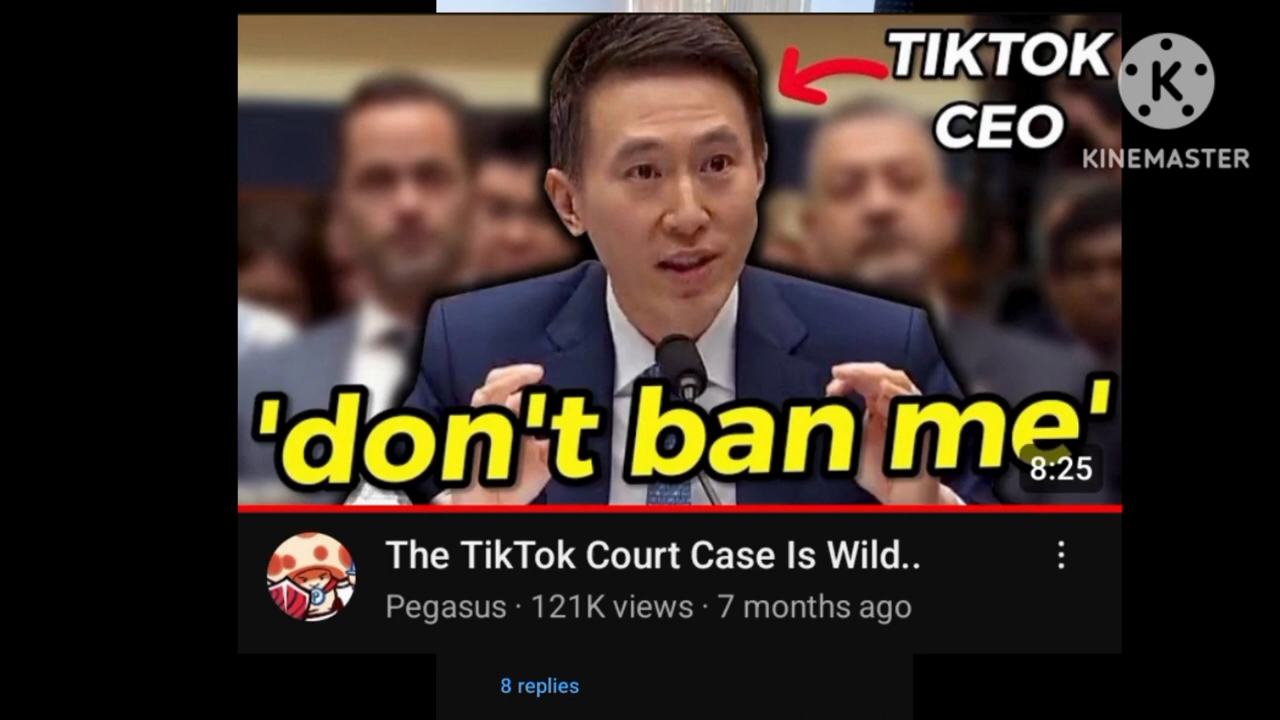 TIKTOK
CEO
K
KINEMASTER
'don't ban me'
8:25
The TikTok Court Case Is Wild..
Pegasus · 121K views · 7 months ago
8 replies